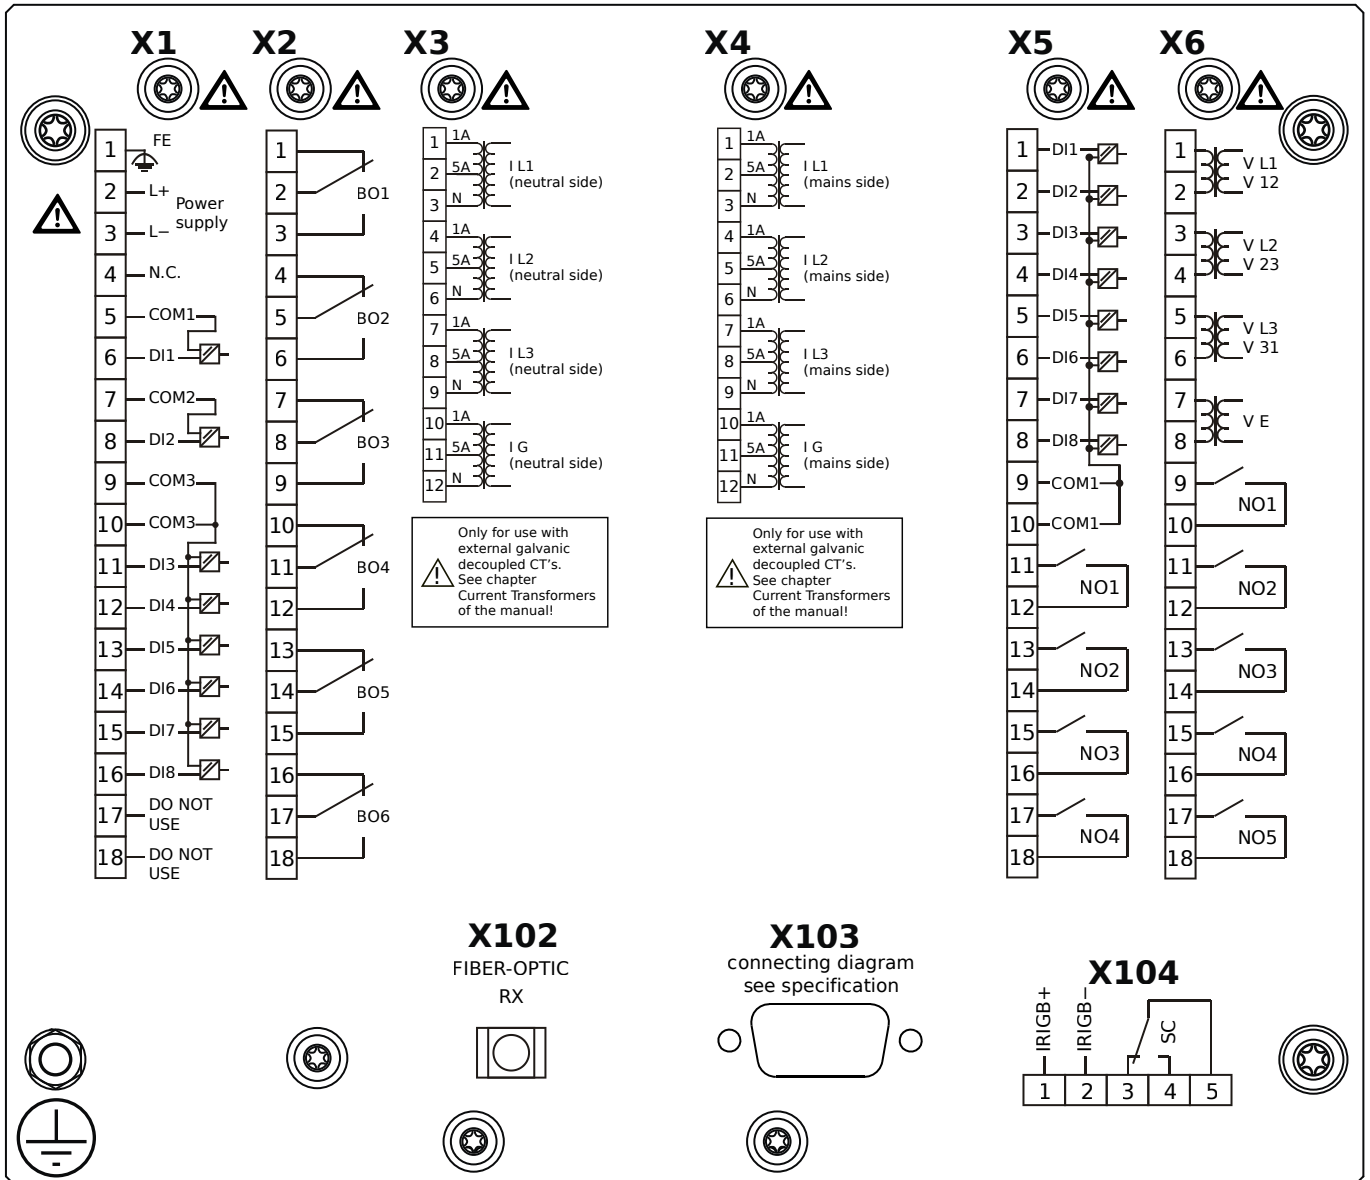 X1
X2
X3
X4
X5
X6
1
FE
2
L+
Power
supply
3
L−
4
N.C.
5
COM1
6
DI1
7
COM2
8
DI2
9
COM3
10
COM3
11
DI3
12
DI4
13
DI5
14
DI6
15
DI7
16
DI8
17
DO NOT
USE
18
DO NOT
USE
1
2
BO1
3
4
5
BO2
6
7
8
BO3
9
10
11
BO4
12
13
14
BO5
15
16
17
BO6
18
1
1A
2
5A
I L1
(neutral side)
3
N
4
1A
5
5A
I L2
(neutral side)
6
N
7
1A
8
5A
I L3
(neutral side)
9
N
10
1A
11
5A
I G
(neutral side)
12
N
Only for use with
external galvanic
decoupled CT's.
See chapter
Current Transformers
of the manual!
1
1A
2
5A
I L1
(mains side)
3
N
4
1A
5
5A
I L2
(mains side)
6
N
7
1A
8
5A
I L3
(mains side)
9
N
10
1A
11
5A
I G
(mains side)
12
N
Only for use with
external galvanic
decoupled CT's.
See chapter
Current Transformers
of the manual!
1
DI1
2
DI2
3
DI3
4
DI4
5
DI5
6
DI6
7
DI7
8
DI8
9
COM1
10
COM1
11
NO1
12
13
NO2
14
15
NO3
16
17
NO4
18
1
V L1
V 12
2
3
V L2
V 23
4
5
V L3
V 31
6
7
V E
8
9
NO1
10
11
NO2
12
13
NO3
14
15
NO4
16
17
NO5
18
X102
FIBER-OPTIC
RX
X103
connecting diagram
see specification
X104
IRIGB+
IRIGB−
SC
1 2 3 4 5